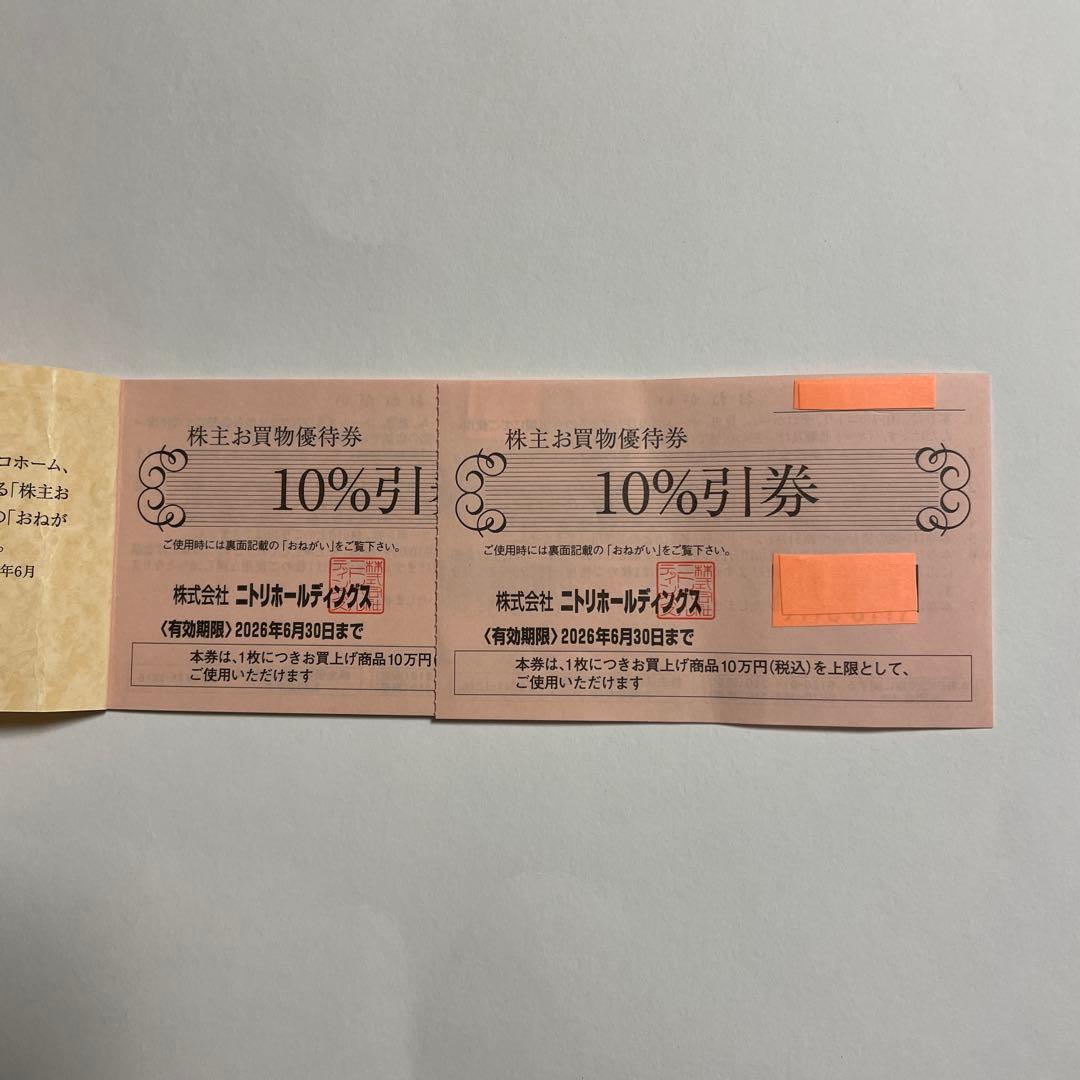 コホーム、
る「株主お
つ「おねが
。
年6月
株主お買物優待券
10%引
ご使用時には裏面記載の「おねがい」をご覧下さい。
株式会社 ニトリホールディングス
〈有効期限〉2026年6月30日まで
本券は、1枚につきお買上げ商品10万円
ご使用いただけます
株主お買物優待券
10%引券
ご使用時には裏面記載の「おねがい」をご覧下さい。
株式会社 ニトリホールディングス
〈有効期限〉2026年6月30日まで
本券は、1枚につきお買上げ商品10万円(税込)を上限として、
ご使用いただけます